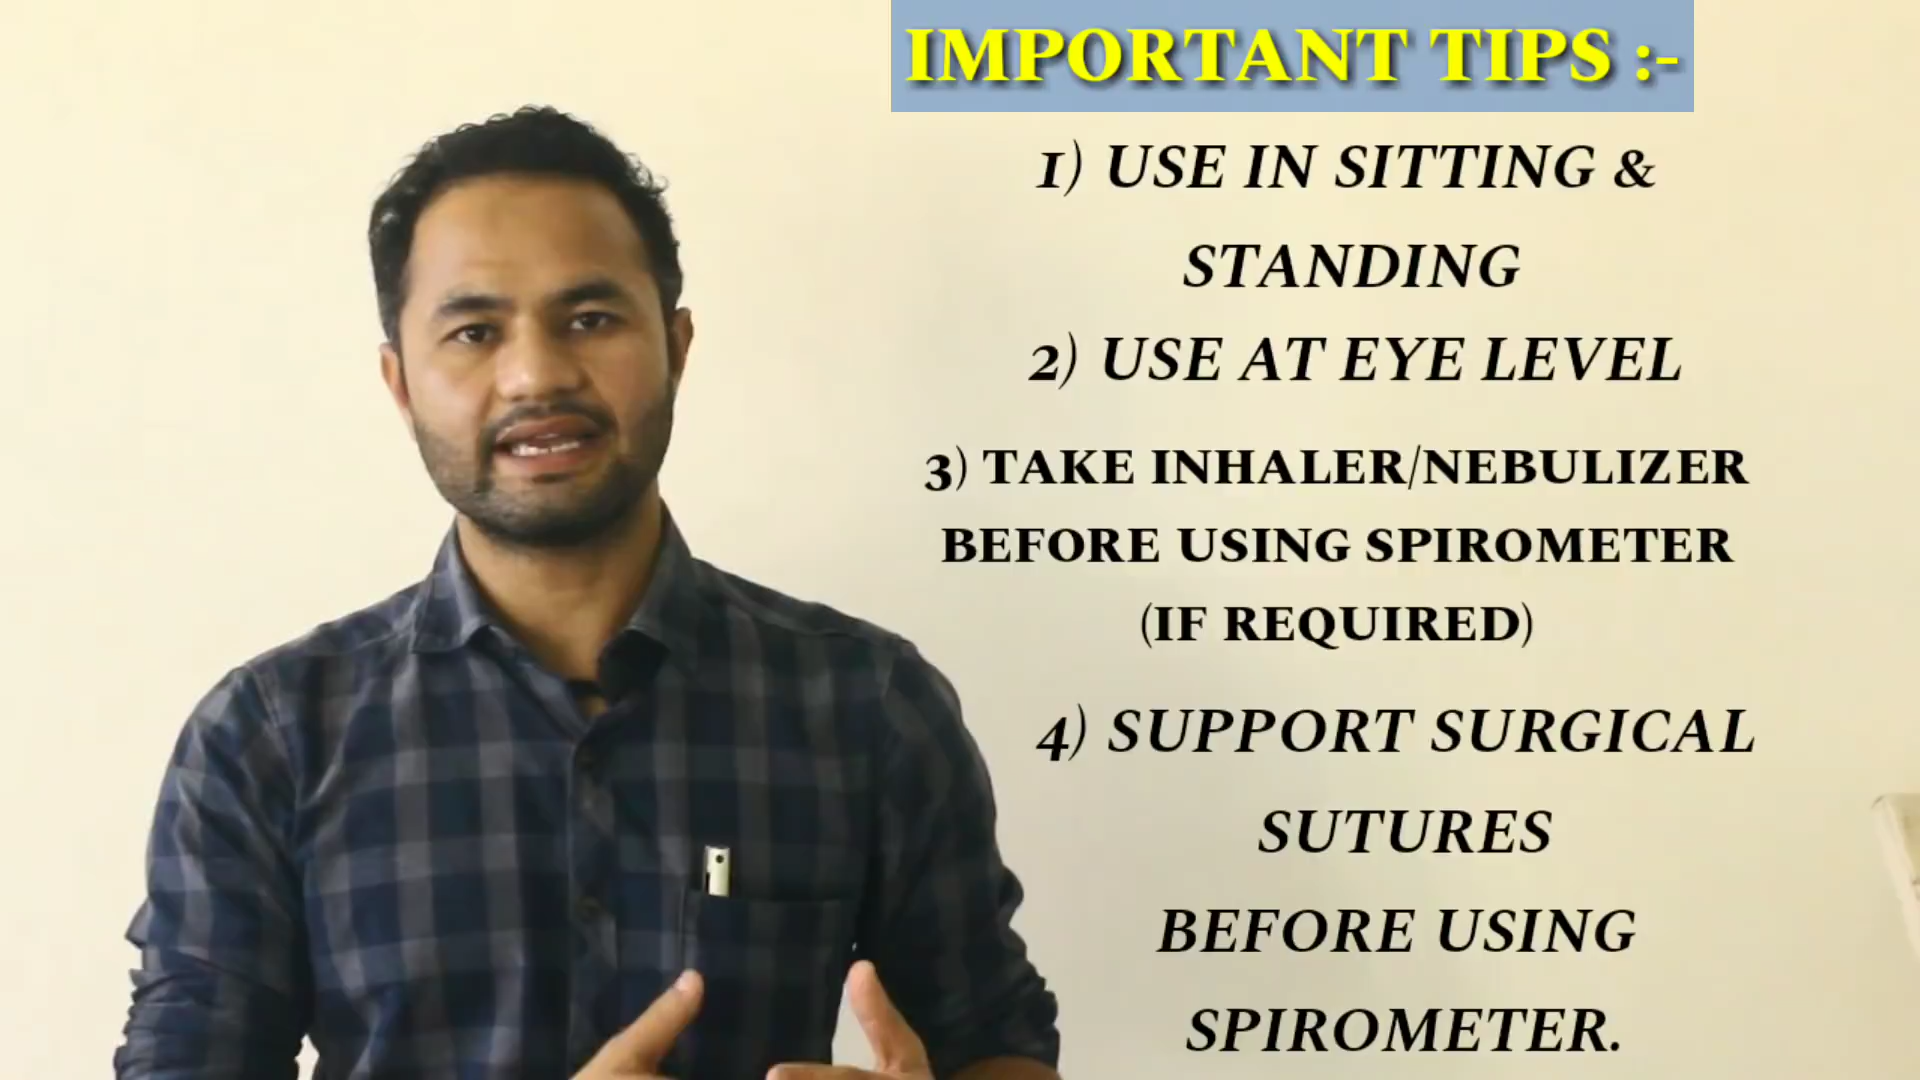 IMPORTANT TIPS :-
1) USE IN SITTING &
STANDING
2) USE AT EYE LEVEL
3) TAKE INHALER/NEBULIZER
BEFORE USING SPIROMETER
(IF REQUIRED)
4) SUPPORT SURGICAL
SUTURES
BEFORE USING
SPIROMETER.